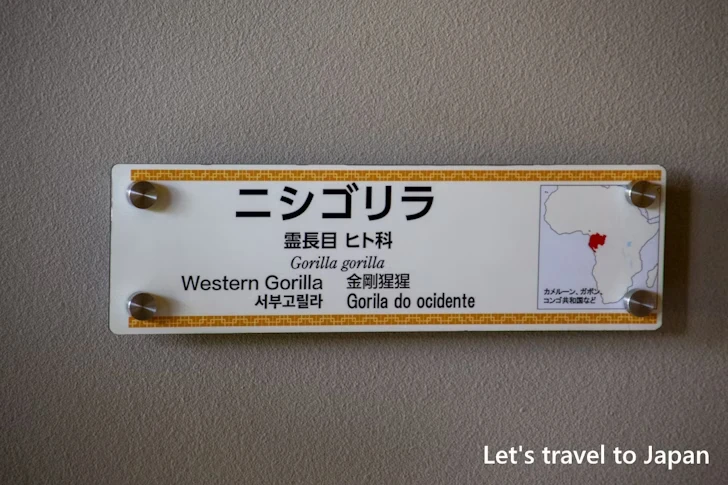 ニシゴリラ
霊長目 ヒト科
Gorilla gorilla
Western Gorilla 金剛猩猩
서부고릴라 Gorila do ocidente
カメルーン、ガボン、
コンゴ共和国など
Let's travel to Japan